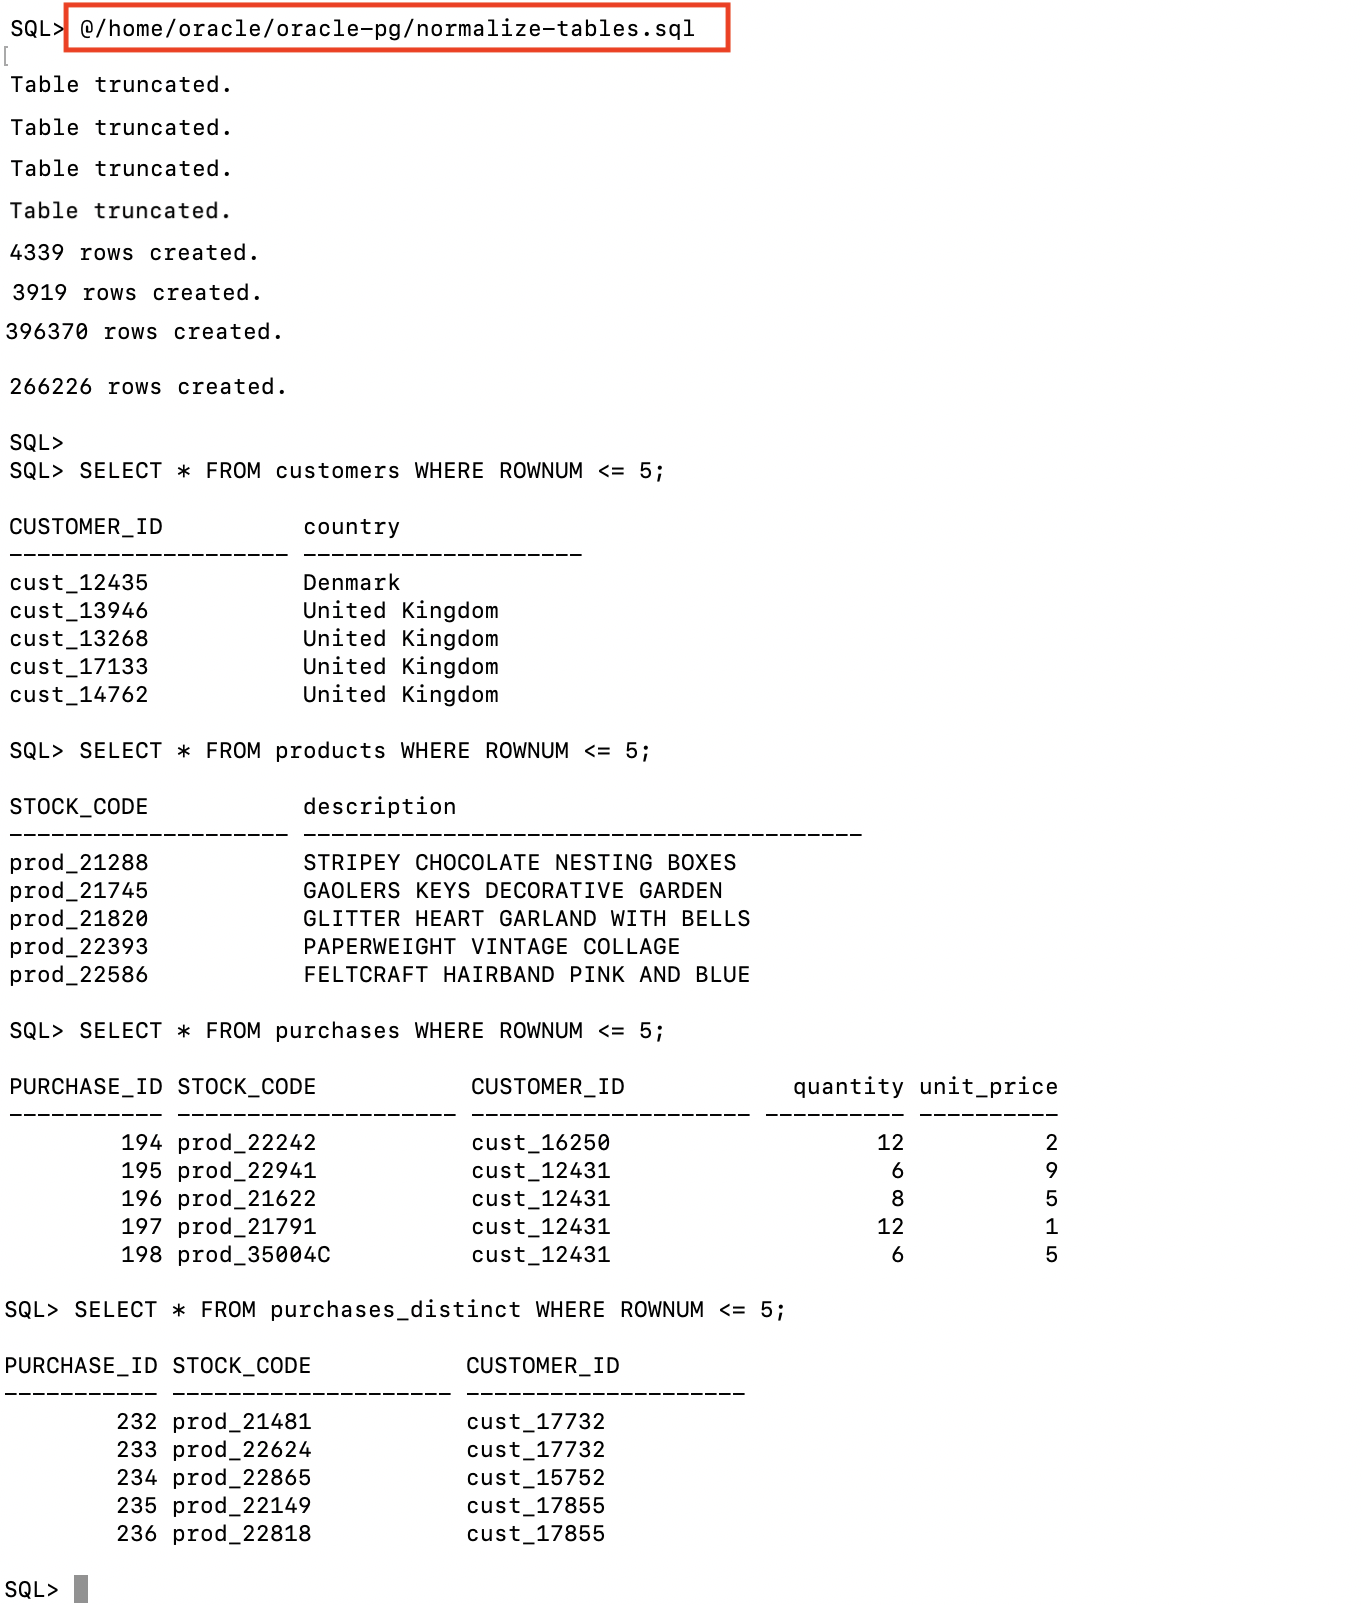 SQL> @/home/oracle/oracle-pg/normalize-tables.sql
Table truncated.
Table truncated.
Table truncated.
Table truncated.
4339 rows created.
3919 rows created.
396370 rows created.
266226 rows created.
SQL>
SQL> SELECT * FROM customers WHERE ROWNUM <= 5;
CUSTOMER_ID          country
-------------------- --------------------
cust_12435           Denmark
cust_13946           United Kingdom
cust_13268           United Kingdom
cust_17133           United Kingdom
cust_14762           United Kingdom
SQL> SELECT * FROM products WHERE ROWNUM <= 5;
STOCK_CODE           description
-------------------- ----------------------------------------
prod_21288           STRIPEY CHOCOLATE NESTING BOXES
prod_21745           GAOLERS KEYS DECORATIVE GARDEN
prod_21820           GLITTER HEART GARLAND WITH BELLS
prod_22393           PAPERWEIGHT VINTAGE COLLAGE
prod_22586           FELTCRAFT HAIRBAND PINK AND BLUE
SQL> SELECT * FROM purchases WHERE ROWNUM <= 5;
PURCHASE_ID STOCK_CODE           CUSTOMER_ID            quantity unit_price
----------- -------------------- -------------------- ---------- ----------
        194 prod_22242           cust_16250                   12          2
        195 prod_22941           cust_12431                    6          9
        196 prod_21622           cust_12431                    8          5
        197 prod_21791           cust_12431                   12          1
        198 prod_35004C          cust_12431                    6          5
SQL> SELECT * FROM purchases_distinct WHERE ROWNUM <= 5;
PURCHASE_ID STOCK_CODE           CUSTOMER_ID
----------- -------------------- --------------------
        232 prod_21481           cust_17732
        233 prod_22624           cust_17732
        234 prod_22865           cust_15752
        235 prod_22149           cust_17855
        236 prod_22818           cust_17855
SQL>